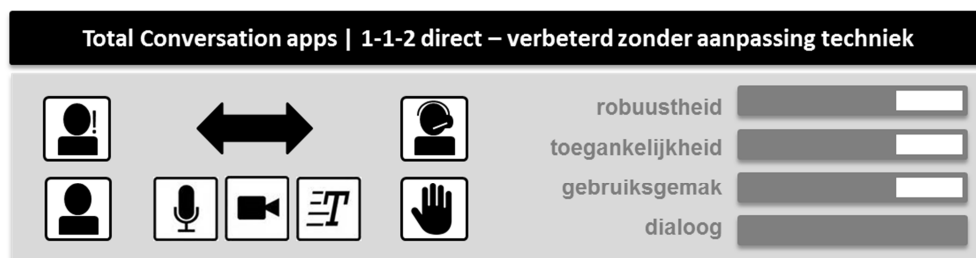 Total Conversation apps | 1-1-2 direct – verbeterd zonder aanpassing techniek
robuustheid
toegankelijkheid
gebruiksgemak
dialoog
T